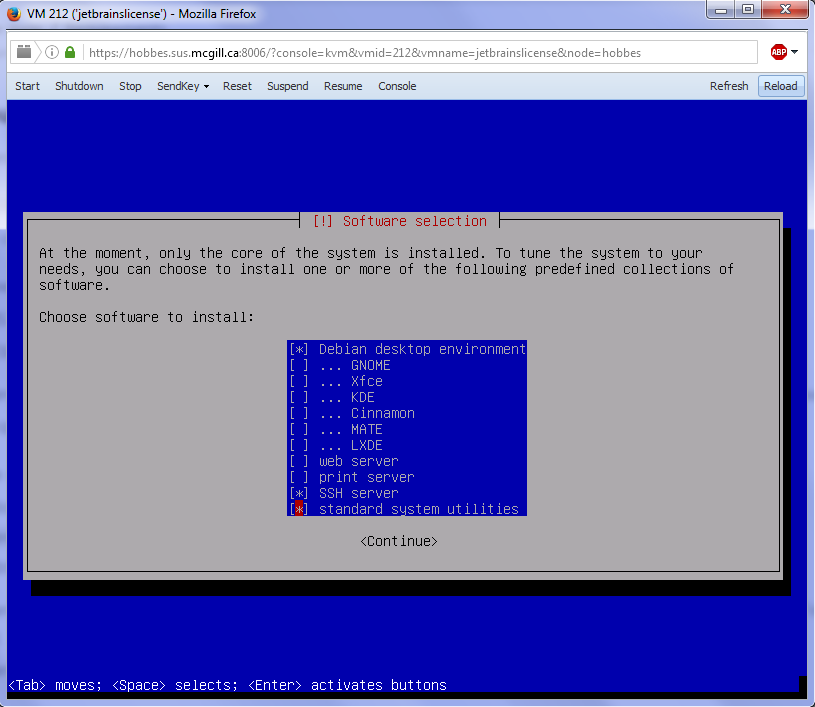 VM 212 ('jetbrainslicense') - Mozilla Firefox
https://hobbes.sus.mcgill.ca:8006/?console=kvm&vmid=212&vmname=jetbrainslicense&node=hobbes
ABP
Start Shutdown Stop SendKey Reset Suspend Resume Console Refresh Reload
[!] Software selection
At the moment, only the core of the system is installed. To tune the system to your
needs, you can choose to install one or more of the following predefined collections of
software.
Choose software to install:
[*] Debian desktop environment
[ ] ... GNOME
[ ] ... Xfce
[ ] ... KDE
[ ] ... Cinnamon
[ ] ... MATE
[ ] ... LXDE
[ ] web server
[ ] print server
[*] SSH server
[*] standard system utilities
<Continue>
<Tab> moves; <Space> selects; <Enter> activates buttons